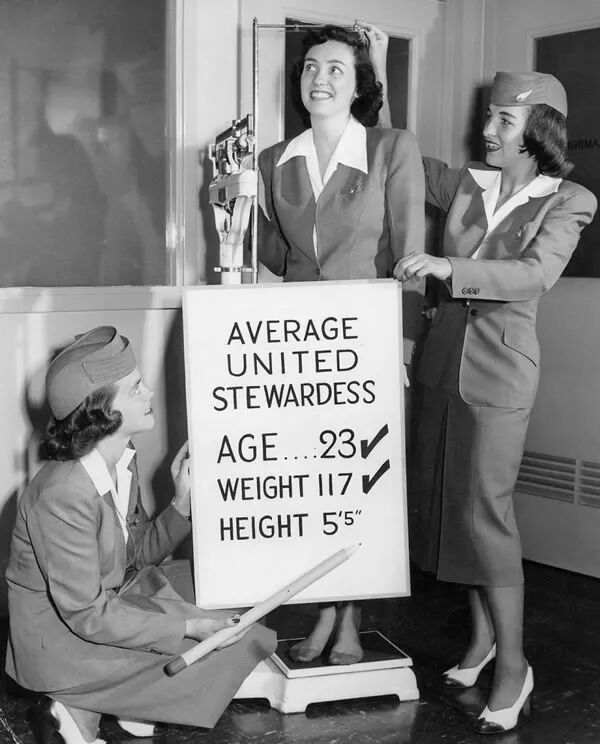 AVERAGE
UNITED
STEWARDESS
AGE....23✓
WEIGHT 117✓
HEIGHT 5'5"